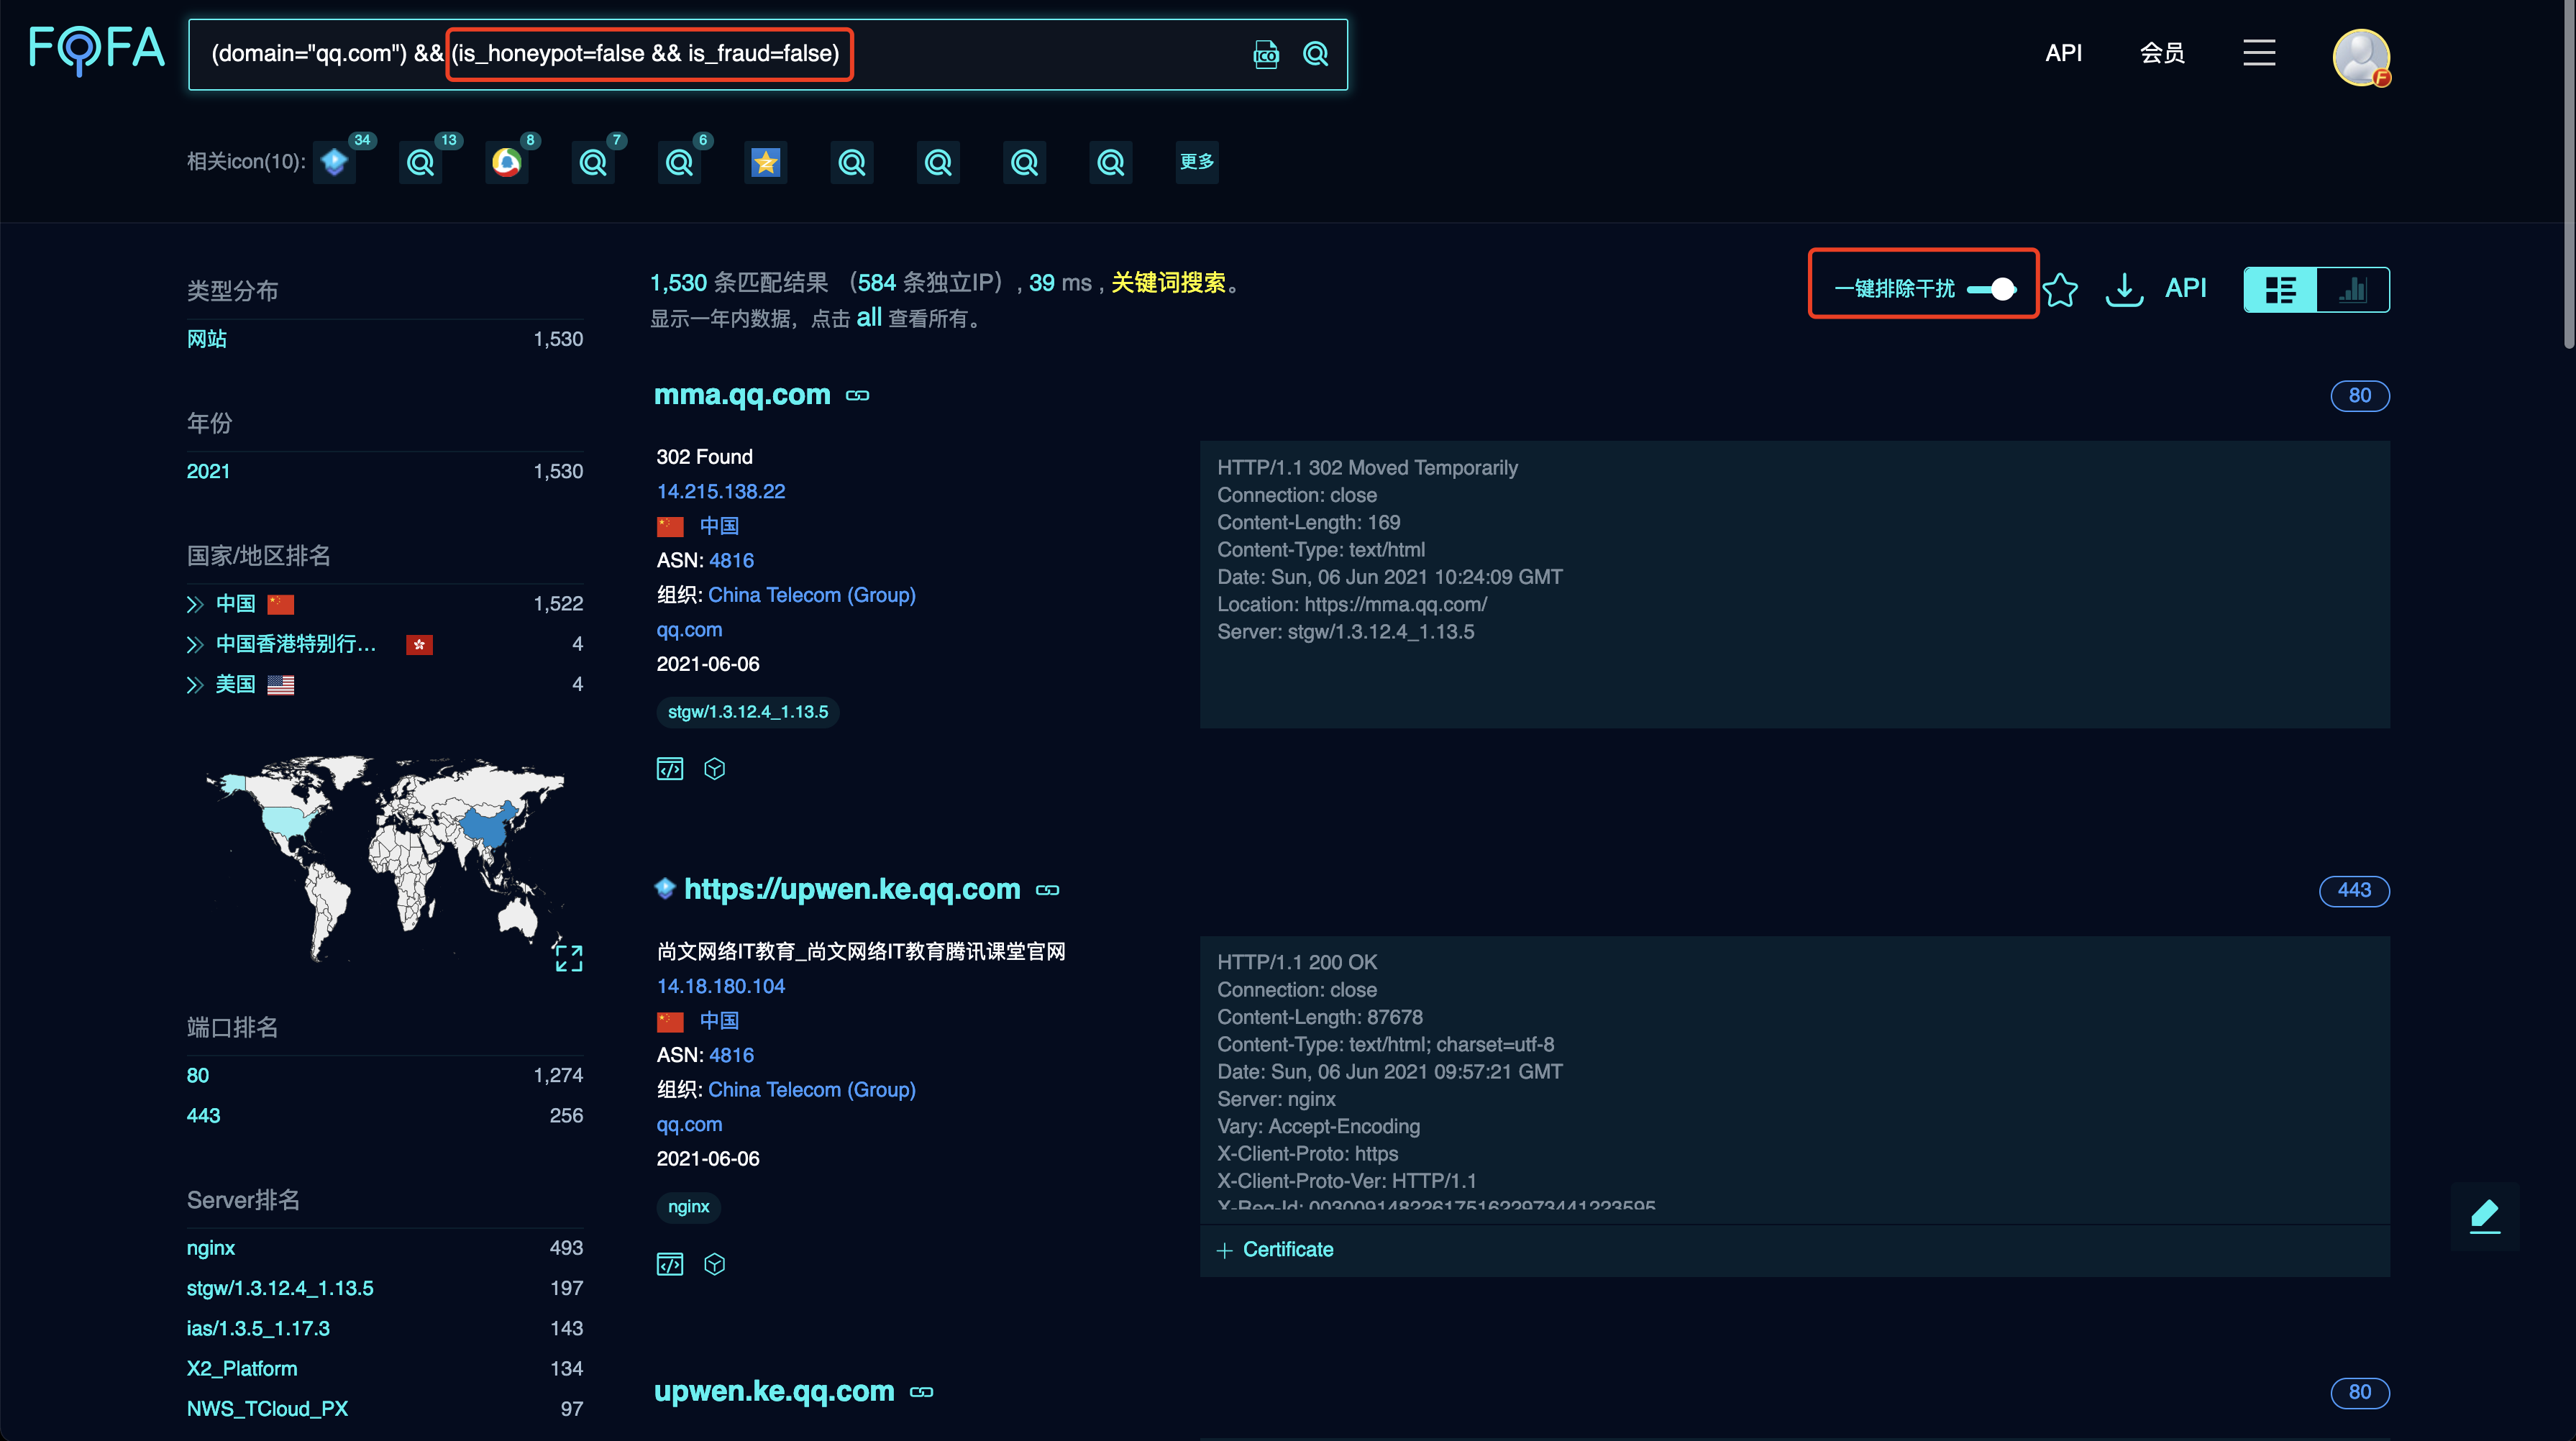 FOFA
(domain="qq.com") && (is_honeypot=false && is_fraud=false)
ICO
API
会员
F
相关icon(10):
34
13
8
7
6
更多
类型分布
网站 1,530
年份
2021 1,530
国家/地区排名
中国 1,522
中国香港特别行... 4
美国 4
端口排名
80 1,274
443 256
Server排名
nginx 493
stgw/1.3.12.4_1.13.5 197
ias/1.3.5_1.17.3 143
X2_Platform 134
NWS_TCloud_PX 97
1,530 条匹配结果 （584 条独立IP）, 39 ms , 关键词搜索。
显示一年内数据，点击 all 查看所有。
一键排除干扰
API
mma.qq.com
80
302 Found
14.215.138.22
中国
ASN: 4816
组织: China Telecom (Group)
qq.com
2021-06-06
stgw/1.3.12.4_1.13.5
HTTP/1.1 302 Moved Temporarily
Connection: close
Content-Length: 169
Content-Type: text/html
Date: Sun, 06 Jun 2021 10:24:09 GMT
Location: https://mma.qq.com/
Server: stgw/1.3.12.4_1.13.5
https://upwen.ke.qq.com
443
尚文网络IT教育_尚文网络IT教育腾讯课堂官网
14.18.180.104
中国
ASN: 4816
组织: China Telecom (Group)
qq.com
2021-06-06
nginx
HTTP/1.1 200 OK
Connection: close
Content-Length: 87678
Content-Type: text/html; charset=utf-8
Date: Sun, 06 Jun 2021 09:57:21 GMT
Server: nginx
Vary: Accept-Encoding
X-Client-Proto: https
X-Client-Proto-Ver: HTTP/1.1
X-Req-Id:
+ Certificate
upwen.ke.qq.com
80